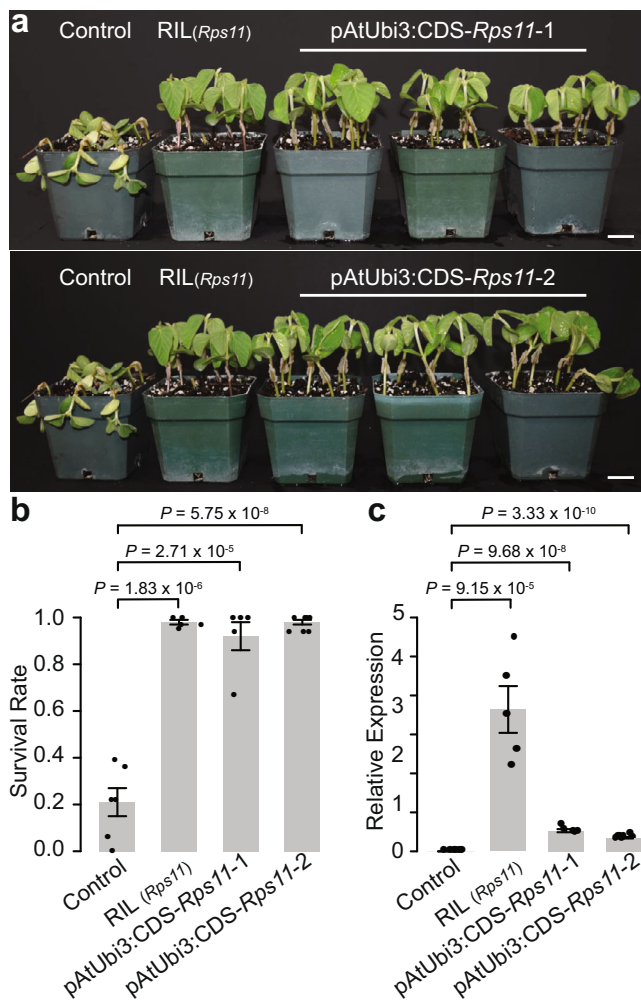 a
Control RIL(Rps11) pAtUbi3:CDS-Rps11-1
Control RIL(Rps11) pAtUbi3:CDS-Rps11-2
b
P = 5.75 x 10-8
P = 2.71 x 10-5
P = 1.83 x 10-6
1.0
0.8
0.6
0.4
0.2
0.0
Survival Rate
Control
RIL (Rps11)
pAtUbi3:CDS-Rps11-1
pAtUbi3:CDS-Rps11-2
c
P = 3.33 x 10-10
P = 9.68 x 10-8
P = 9.15 x 10-5
5
4
3
2
1
0
Relative Expression
Control
RIL (Rps11)
pAtUbi3:CDS-Rps11-1
pAtUbi3:CDS-Rps11-2